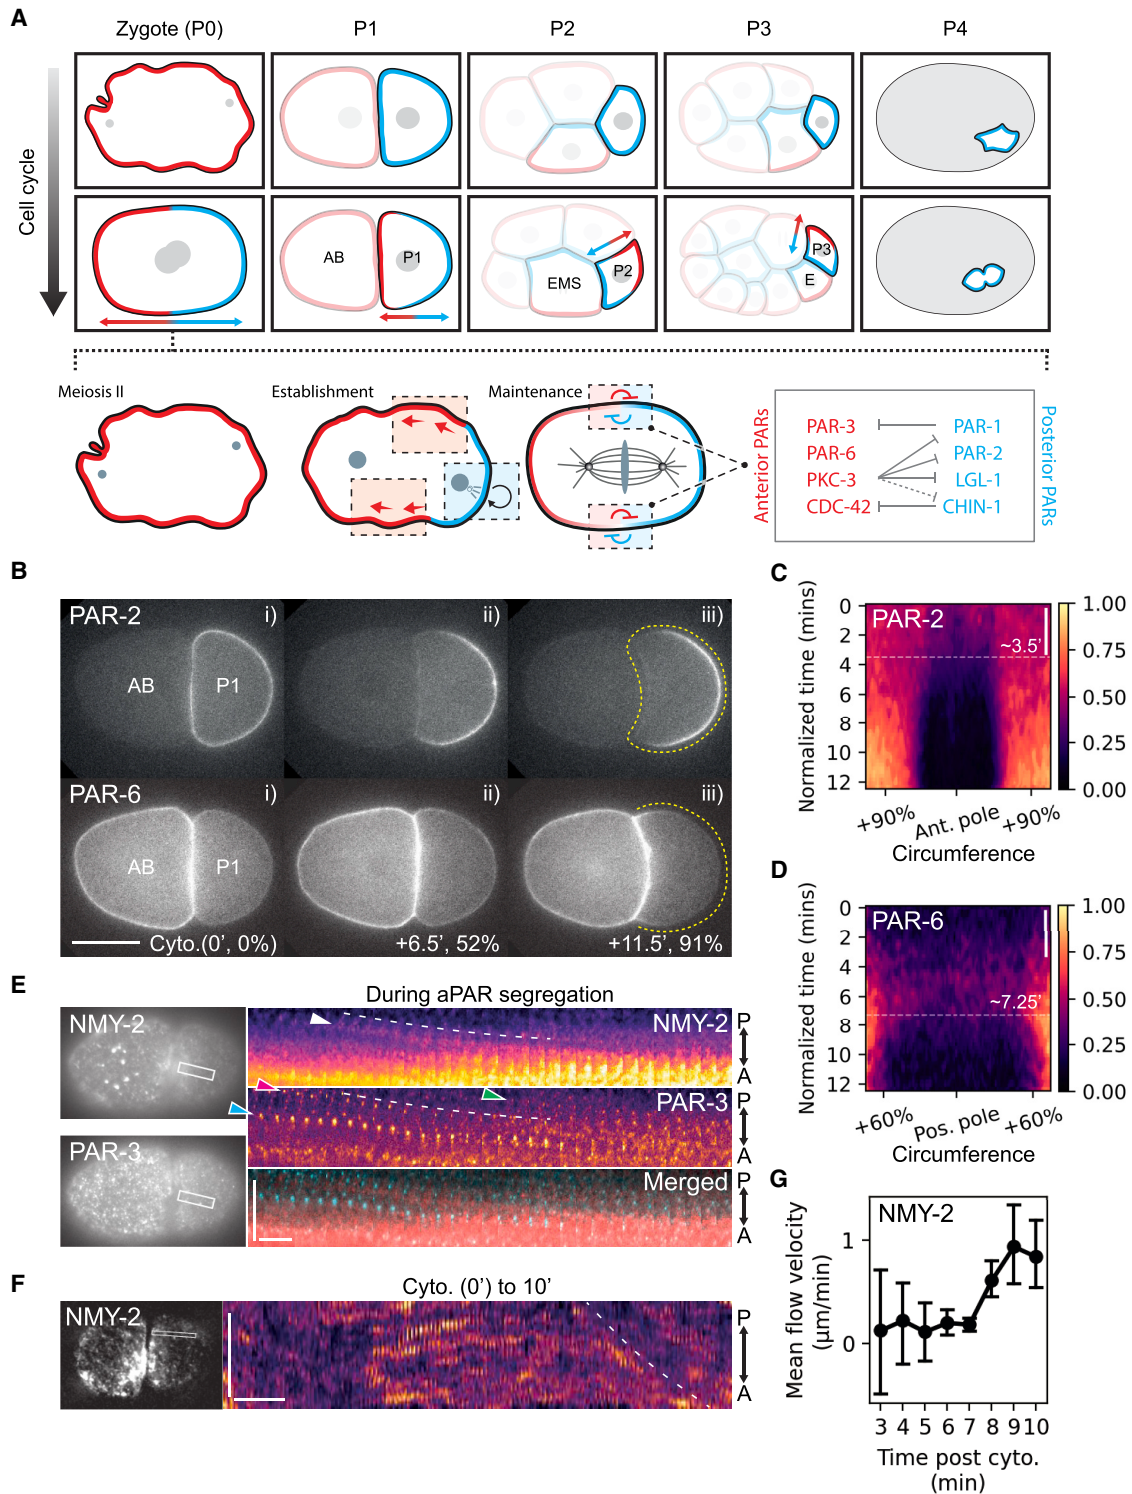 A
Zygote (P0)
P1
P2
P3
P4
Cell cycle
AB
P1
EMS
P2
P3
E
Meiosis II
Establishment
Maintenance
Anterior PARs
PAR-3
PAR-6
PKC-3
CDC-42
PAR-1
PAR-2
LGL-1
CHIN-1
Posterior PARs
B
PAR-2
i)
ii)
iii)
AB
P1
PAR-6
i)
ii)
iii)
AB
P1
Cyto.(0’, 0%)
+6.5’, 52%
+11.5’, 91%
C
Normalized time (mins)
0
2
4
6
8
10
12
PAR-2
~3.5’
1.00
0.75
0.50
0.25
0.00
+90%
Ant. pole
+90%
Circumference
D
Normalized time (mins)
0
2
4
6
8
10
12
PAR-6
~7.25’
1.00
0.75
0.50
0.25
0.00
+60%
Pos. pole
+60%
Circumference
E
During aPAR segregation
NMY-2
NMY-2
P
A
PAR-3
PAR-3
P
A
Merged
P
A
F
Cyto. (0’) to 10’
NMY-2
P
A
G
NMY-2
Mean flow velocity
(μm/min)
1
0
3 4 5 6 7 8 9 10
Time post cyto.
(min)